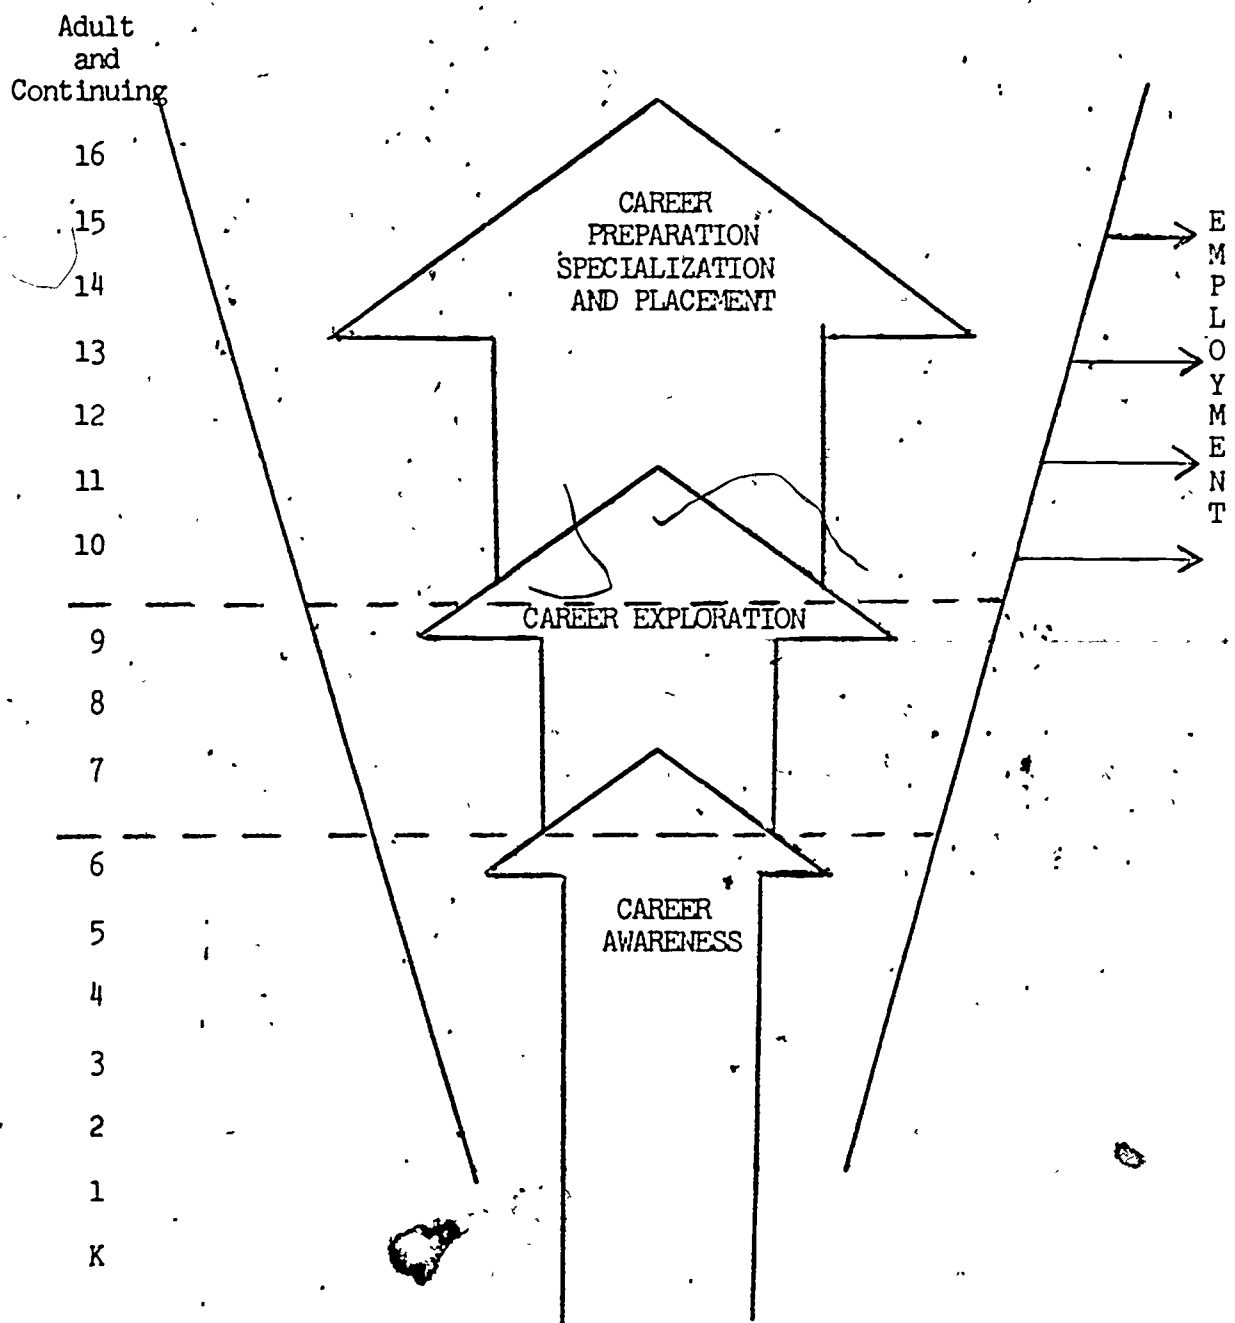 Adult
and
Continuing
16
15
14
13
12
11
10
9
8
7
6
5
4
3
2
1
K
CAREER
PREPARATION
SPECIALIZATION
AND PLACEMENT
CAREER EXPLORATION
CAREER
AWARENESS
EMPLOYMENT